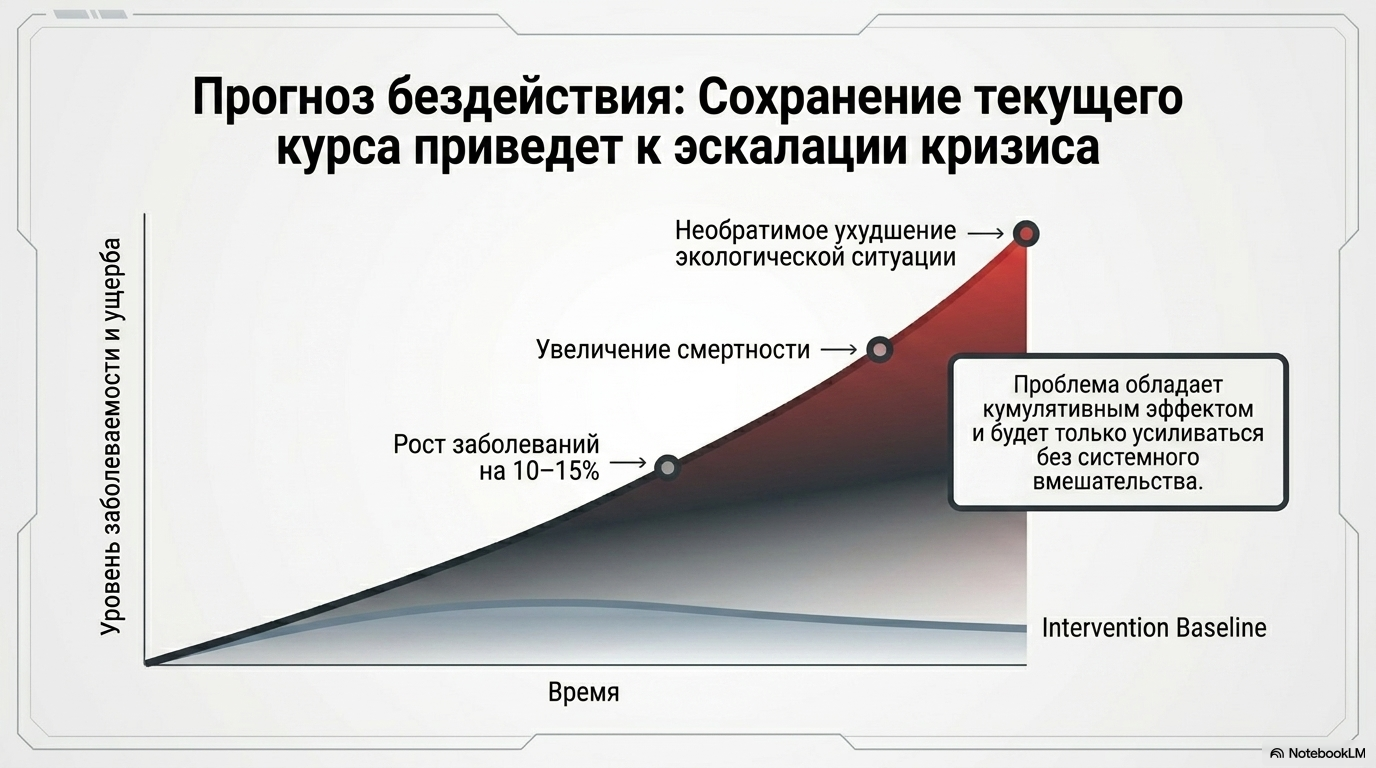 Прогноз бездействия: Сохранение текущего
курса приведет к эскалации кризиса
Уровень заболеваемости и ущерба
Необратимое ухудшение
экологической ситуации
Увеличение смертности
Рост заболеваний
на 10–15%
Проблема обладает
кумулятивным эффектом
и будет только усиливаться
без системного
вмешательства.
Intervention Baseline
Время
NotebookLM